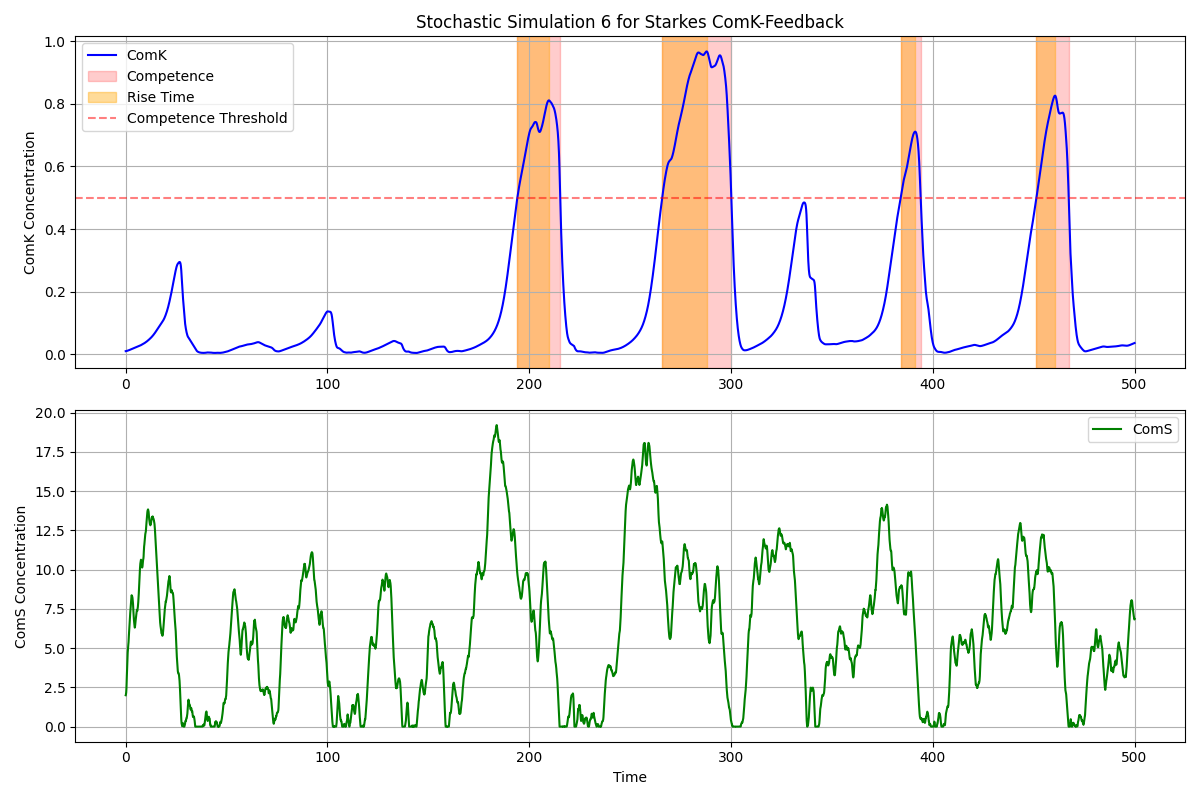 Stochastic Simulation 6 for Starkes ComK-Feedback
ComK Concentration
1.0
0.8
0.6
0.4
0.2
0.0
ComK
Competence
Rise Time
Competence Threshold
0 100 200 300 400 500
ComS Concentration
20.0
17.5
15.0
12.5
10.0
7.5
5.0
2.5
0.0
ComS
0 100 200 300 400 500
Time